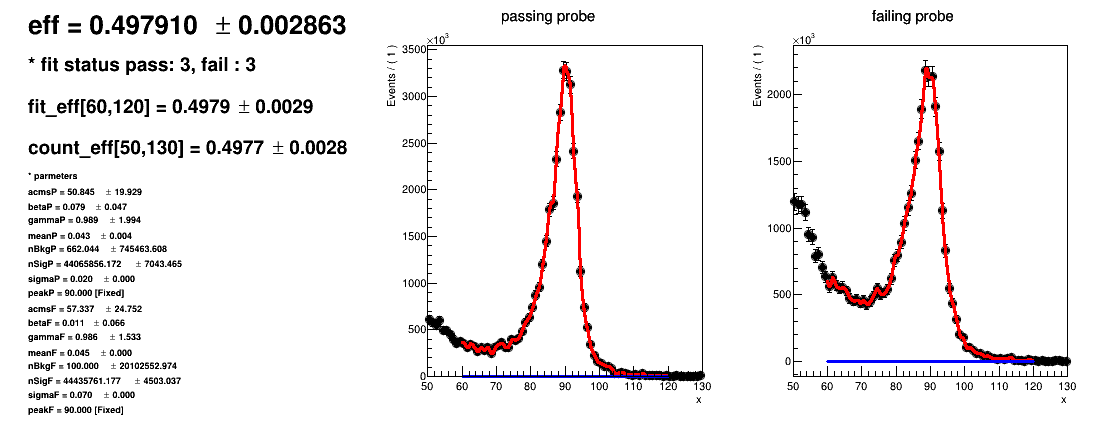 eff = 0.497910 ± 0.002863
* fit status pass: 3, fail : 3
fit_eff[60,120] = 0.4979 ± 0.0029
count_eff[50,130] = 0.4977 ± 0.0028
* parmeters
acmsP = 50.845 ± 19.929
betaP = 0.079 ± 0.047
gammaP = 0.989 ± 1.994
meanP = 0.043 ± 0.004
nBkgP = 662.044 ± 745463.608
nSigP = 44065856.172 ± 7043.465
sigmaP = 0.020 ± 0.000
peakP = 90.000 [Fixed]
acmsF = 57.337 ± 24.752
betaF = 0.011 ± 0.066
gammaF = 0.986 ± 1.533
meanF = 0.045 ± 0.000
nBkgF = 100.000 ± 20102552.974
nSigF = 44435761.177 ± 4503.037
sigmaF = 0.070 ± 0.000
peakF = 90.000 [Fixed]
passing probe
×10³
Events / ( 1 )
3500
3000
2500
2000
1500
1000
500
0
50 60 70 80 90 100 110 120 130
x
failing probe
×10³
Events / ( 1 )
2000
1500
1000
500
0
50 60 70 80 90 100 110 120 130
x